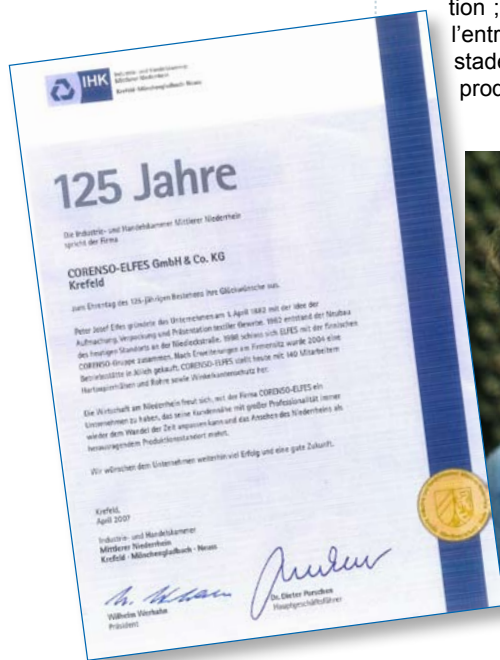 tion ;
l'entr
stade
prod
IHK
Industrie- und Handelskammer
Mittlerer Niederrhein
Krefeld · Mönchengladbach · Neuss
125 Jahre
Die Industrie- und Handelskammer Mittlerer Niederrhein
spricht der Firma
CORENSO-ELFES GmbH & Co. KG
Krefeld
zum Ehrentag des 125-jährigen Bestehens ihre Glückwünsche aus.
Peter Josef Elfes gründete das Unternehmen am 1. April 1882 mit der Idee der
Aufmachung, Verpackung und Präsentation textiler Gewebe. 1962 entstand der Neubau
des heutigen Standorts an der Niedieckstraße. 1998 schloss sich ELFES mit der finnischen
CORENSO-Gruppe zusammen. Nach Erweiterungen am Firmensitz wurde 2004 eine
Betriebsstätte in Jülich gekauft. CORENSO-ELFES stellt heute mit 140 Mitarbeitern
Hartpapierhülsen und Rohre sowie Winkelkantenschutz her.
Die Wirtschaft am Niederrhein freut sich, mit der Firma CORENSO-ELFES ein
Unternehmen zu haben, das seine Kundennähe mit großer Professionalität immer
wieder dem Wandel der Zeit anpassen kann und das Ansehen des Niederrheins als
herausragendem Produktionsstandort mehrt.
Wir wünschen dem Unternehmen weiterhin viel Erfolg und eine gute Zukunft.
Krefeld,
April 2007
Industrie- und Handelskammer
Mittlerer Niederrhein
Krefeld · Mönchengladbach · Neuss
Wilhelm Werhahn
Präsident
Dr. Dieter Porschen
Hauptgeschäftsführer